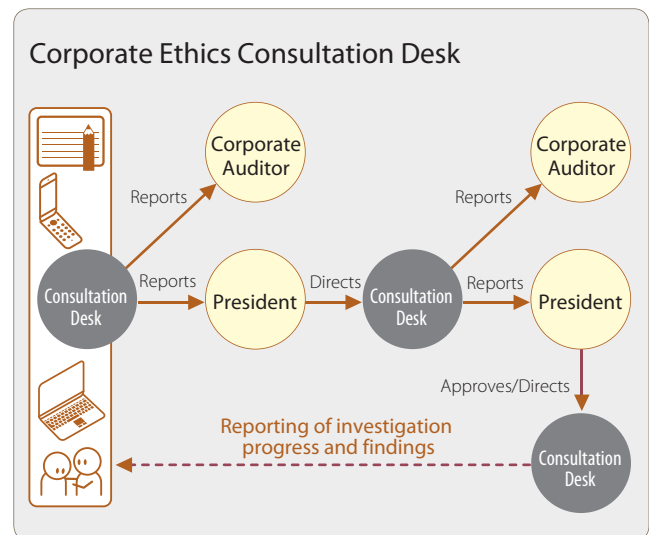 Corporate Ethics Consultation Desk
Corporate
Auditor
Corporate
Auditor
Reports
Reports
Consultation
Desk
Reports
President
Directs
Consultation
Desk
Reports
President
Approves/Directs
Reporting of investigation
progress and findings
Consultation
Desk